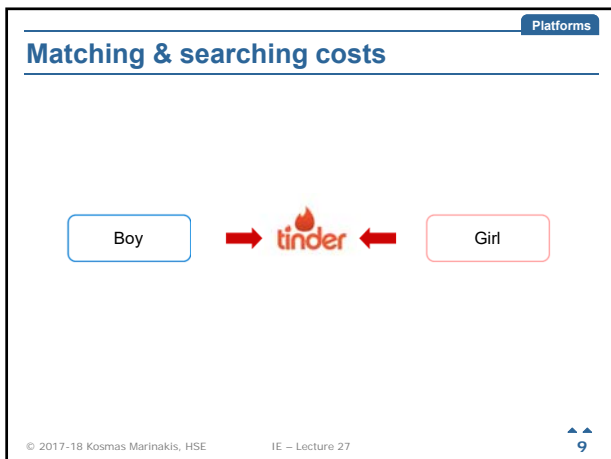 Platforms
Matching & searching costs
Boy
tinder
Girl
© 2017-18 Kosmas Marinakis, HSE
IE – Lecture 27
9